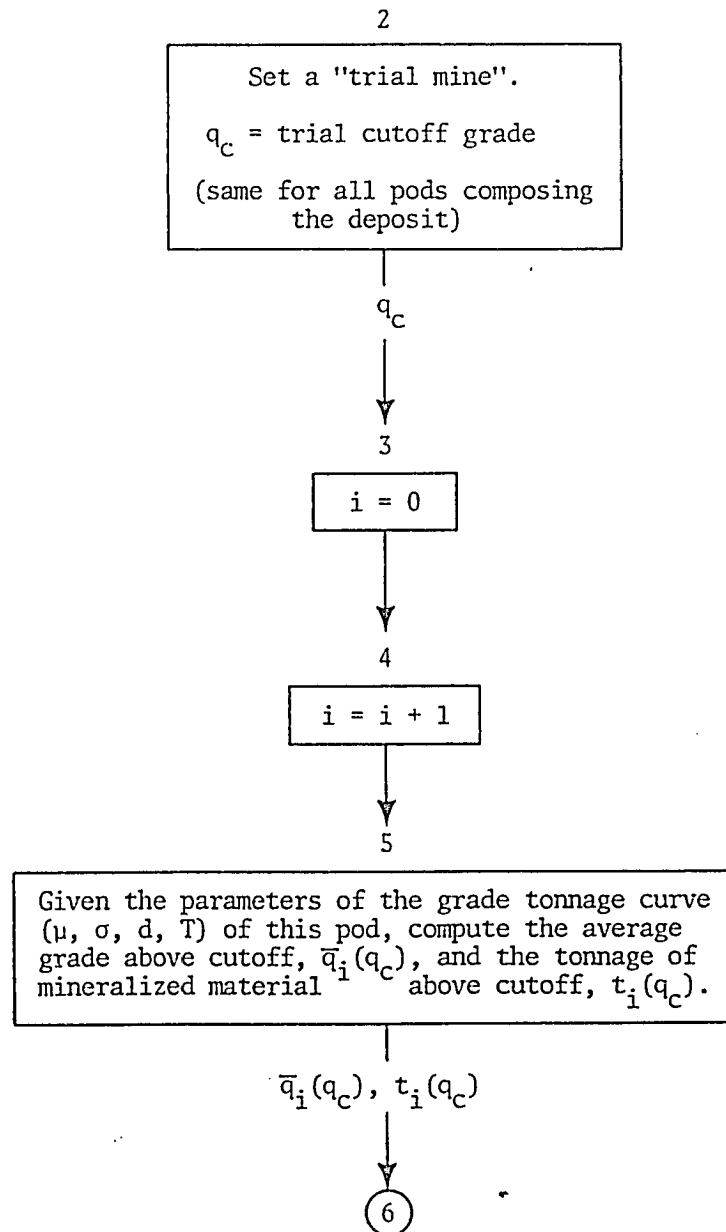 2
Set a "trial mine".
q_c = trial cutoff grade
(same for all pods composing
the deposit)
q_c
3
i = 0
4
i = i + 1
5
Given the parameters of the grade tonnage curve
(μ, σ, d, T) of this pod, compute the average
grade above cutoff, q̅_i(q_c), and the tonnage of
mineralized material above cutoff, t_i(q_c).
q̅_i(q_c), t_i(q_c)
6